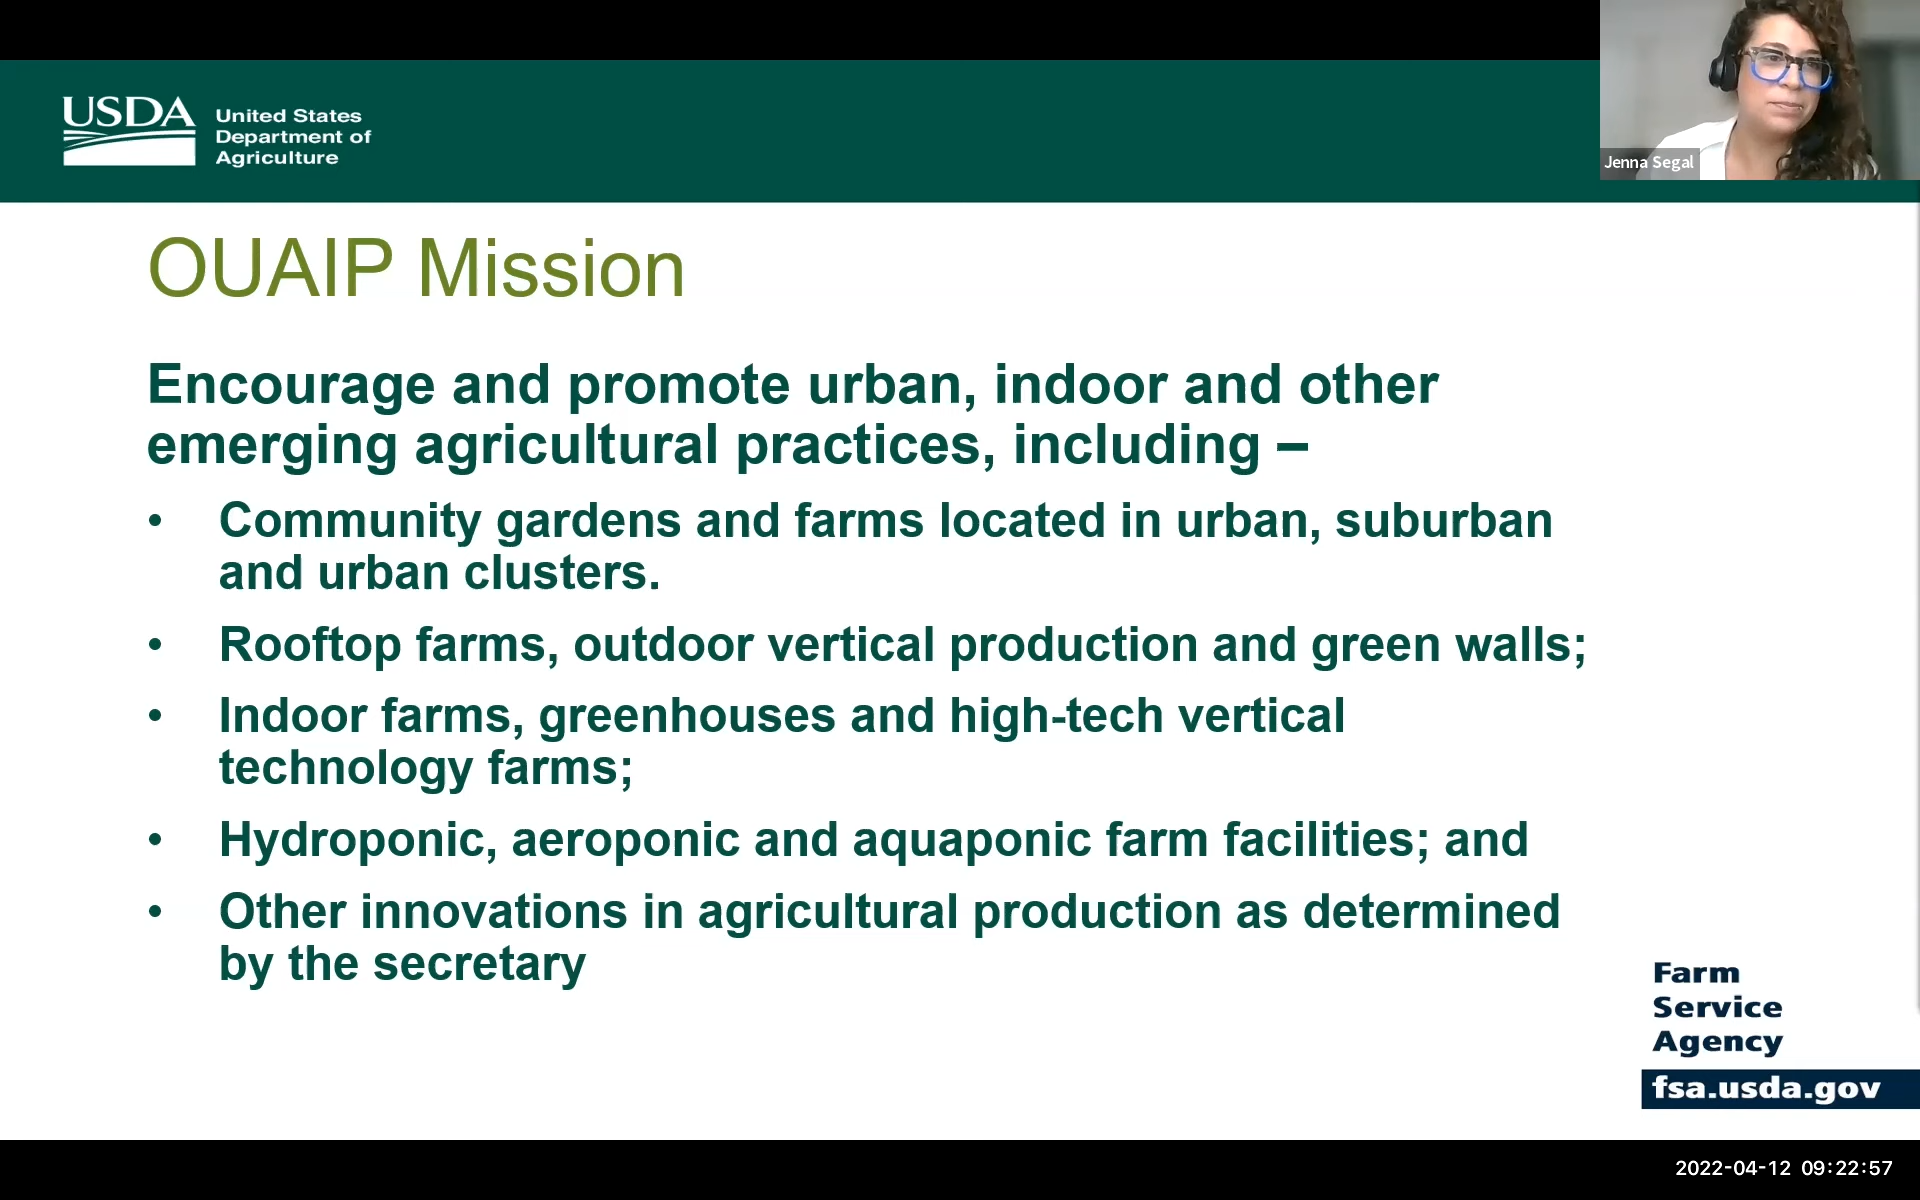 USDA
United States
Department of
Agriculture
Jenna Segal
OUAIP Mission
Encourage and promote urban, indoor and other
emerging agricultural practices, including –
• Community gardens and farms located in urban, suburban
and urban clusters.
• Rooftop farms, outdoor vertical production and green walls;
• Indoor farms, greenhouses and high-tech vertical
technology farms;
• Hydroponic, aeroponic and aquaponic farm facilities; and
• Other innovations in agricultural production as determined
by the secretary
Farm
Service
Agency
fsa.usda.gov
2022-04-12 09:22:57